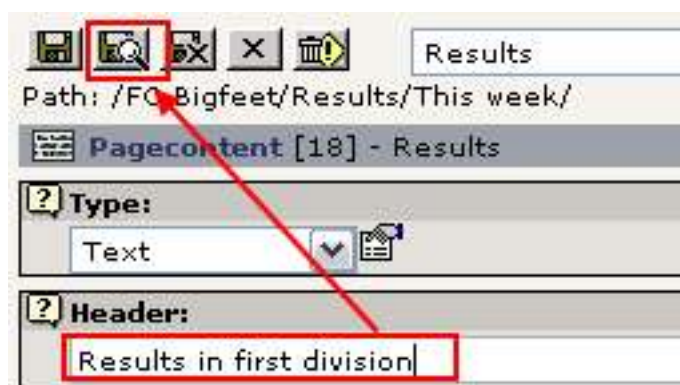 Results
Path: /FC Bigfeet/Results/This week/
Pagecontent [18] - Results
? Type:
Text
? Header:
Results in first division